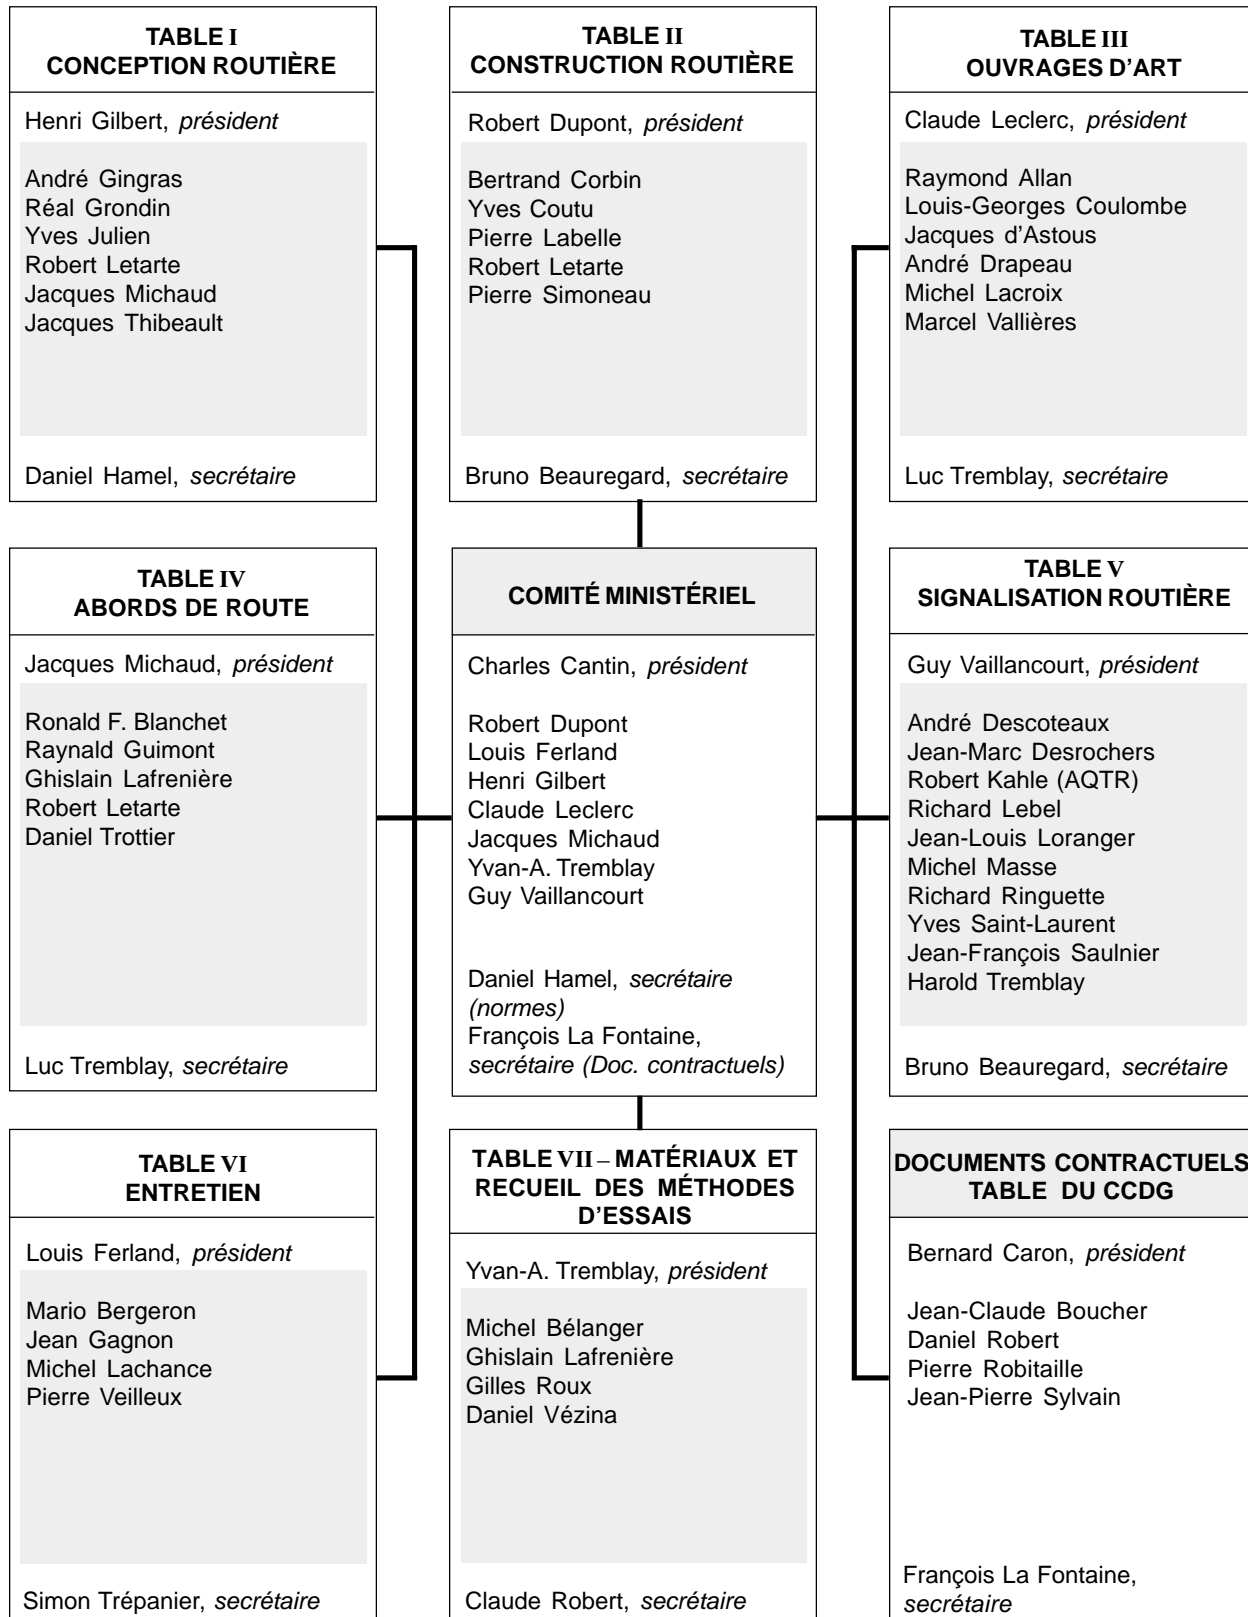 TABLE I
CONCEPTION ROUTIÈRE
Henri Gilbert, président
André Gingras
Réal Grondin
Yves Julien
Robert Letarte
Jacques Michaud
Jacques Thibeault
Daniel Hamel, secrétaire
TABLE II
CONSTRUCTION ROUTIÈRE
Robert Dupont, président
Bertrand Corbin
Yves Coutu
Pierre Labelle
Robert Letarte
Pierre Simoneau
Bruno Beauregard, secrétaire
TABLE III
OUVRAGES D'ART
Claude Leclerc, président
Raymond Allan
Louis-Georges Coulombe
Jacques d'Astous
André Drapeau
Michel Lacroix
Marcel Vallières
Luc Tremblay, secrétaire
TABLE IV
ABORDS DE ROUTE
Jacques Michaud, président
Ronald F. Blanchet
Raynald Guimont
Ghislain Lafrenière
Robert Letarte
Daniel Trottier
Luc Tremblay, secrétaire
COMITÉ MINISTÉRIEL
Charles Cantin, président
Robert Dupont
Louis Ferland
Henri Gilbert
Claude Leclerc
Jacques Michaud
Yvan-A. Tremblay
Guy Vaillancourt
Daniel Hamel, secrétaire
(normes)
François La Fontaine,
secrétaire (Doc. contractuels)
TABLE V
SIGNALISATION ROUTIÈRE
Guy Vaillancourt, président
André Descoteaux
Jean-Marc Desrochers
Robert Kahle (AQTR)
Richard Lebel
Jean-Louis Loranger
Michel Masse
Richard Ringuette
Yves Saint-Laurent
Jean-François Saulnier
Harold Tremblay
Bruno Beauregard, secrétaire
TABLE VI
ENTRETIEN
Louis Ferland, président
Mario Bergeron
Jean Gagnon
Michel Lachance
Pierre Veilleux
Simon Trépanier, secrétaire
TABLE VII – MATÉRIAUX ET
RECUEIL DES MÉTHODES
D'ESSAIS
Yvan-A. Tremblay, président
Michel Bélanger
Ghislain Lafrenière
Gilles Roux
Daniel Vézina
Claude Robert, secrétaire
DOCUMENTS CONTRACTUELS
TABLE DU CCDG
Bernard Caron, président
Jean-Claude Boucher
Daniel Robert
Pierre Robitaille
Jean-Pierre Sylvain
François La Fontaine,
secrétaire